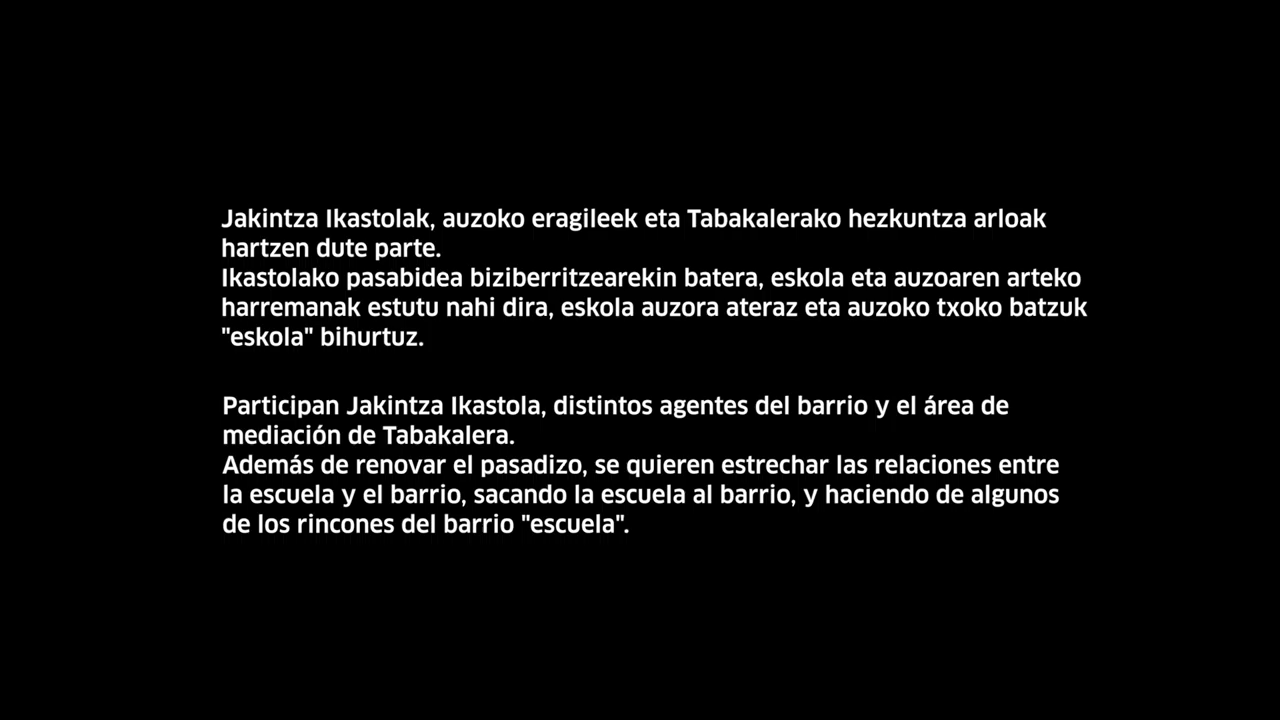 Jakintza Ikastolak, auzoko eragileek eta Tabakalerako hezkuntza arloak
hartzen dute parte.
Ikastolako pasabidea biziberritzearekin batera, eskola eta auzoaren arteko
harremanak estutu nahi dira, eskola auzora ateraz eta auzoko txoko batzuk
"eskola" bihurtuz.
Participan Jakintza Ikastola, distintos agentes del barrio y el área de
mediación de Tabakalera.
Además de renovar el pasadizo, se quieren estrechar las relaciones entre
la escuela y el barrio, sacando la escuela al barrio, y haciendo de algunos
de los rincones del barrio "escuela".